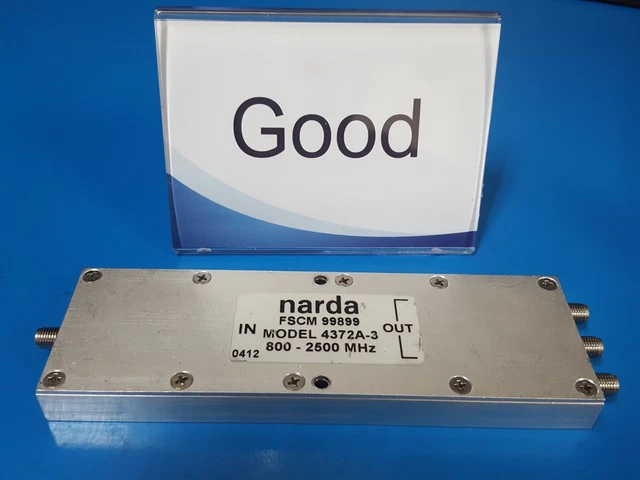 Good
narda
FSCM 99899
IN MODEL 4372A-3 OUT
0412 800 - 2500 MHz